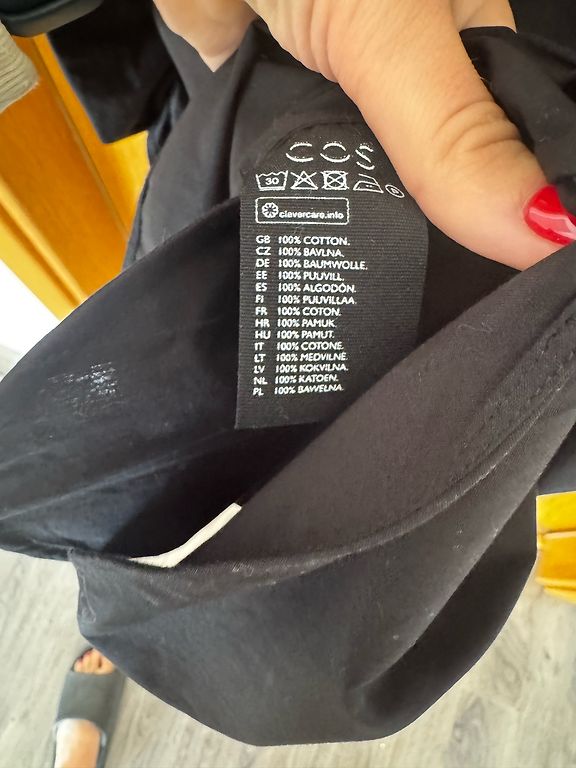 COS
30
clevercare.info
GB 100% COTTON.
CZ 100% BAVLNA.
DE 100% BAUMWOLLE.
EE 100% PUUVILL.
ES 100% ALGODÓN.
FI 100% PUUVILLAA.
FR 100% COTON.
HR 100% PAMUK.
HU 100% PAMUT.
IT 100% COTONE.
LT 100% MEDVILNĖ.
LV 100% KOKVILNA.
NL 100% KATOEN.
PL 100% BAWEŁNA.